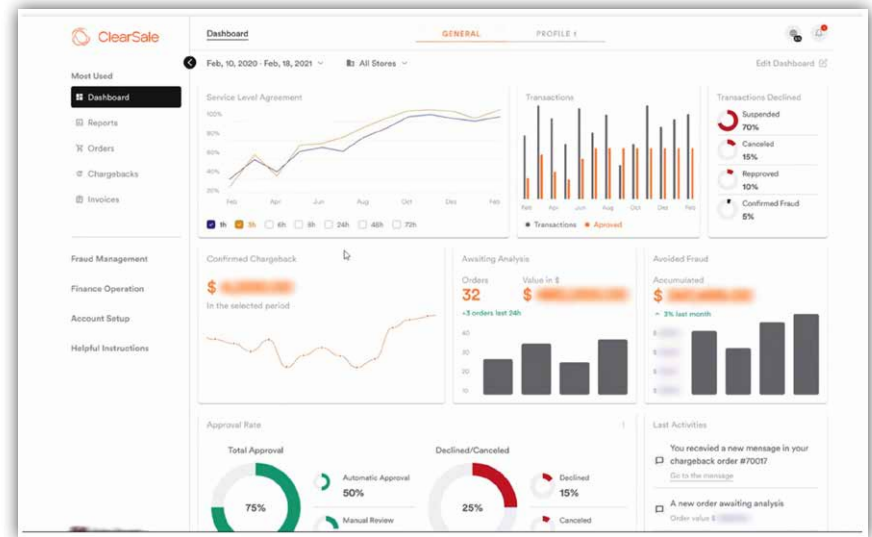 ClearSale
Dashboard
GENERAL
PROFILE 1
Feb, 10, 2020 - Feb, 18, 2021
All Stores
Edit Dashboard
Most Used
Dashboard
Reports
Orders
Chargebacks
Invoices
Fraud Management
Finance Operation
Account Setup
Helpful Instructions
Service Level Agreement
100%
80%
60%
40%
20%
Feb Apr Jun Aug Oct Dec Feb
1h 3h 6h 8h 24h 48h 72h
Transactions
Feb Apr Jun Aug Oct Dec Feb
Transactions Aproved
Transactions Declined
Suspended
70%
Canceled
15%
Repproved
10%
Confirmed Fraud
5%
Confirmed Chargeback
$
In the selected period
Awaiting Analysis
Orders Value in $
32 $
+3 orders last 24h
40
30
20
10
Avoided Fraud
Accumulated
$
3% last month
$
$
$
$
Approval Rate
Total Approval
75%
Automatic Approval
50%
Manual Review
Declined/Canceled
25%
Declined
15%
Canceled
Last Activities
You recavied a new mensage in your
chargeback order #70017
Go to the mensage
A new order awaiting analysis
Order value $